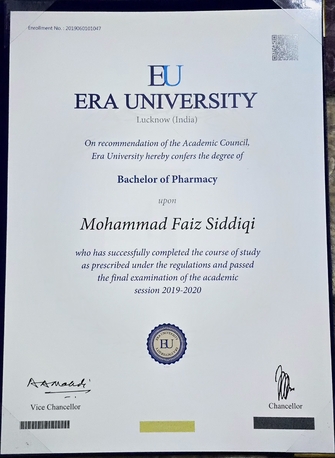 Enrollment No. : 2019060101047
EU
ERA UNIVERSITY
Lucknow (India)
On recommendation of the Academic Council,
Era University hereby confers the degree of
Bachelor of Pharmacy
upon
Mohammad Faiz Siddiqi
who has successfully completed the course of study
as prescribed under the regulations and passed
the final examination of the academic
session 2019-2020
EU
Vice Chancellor
Chancellor